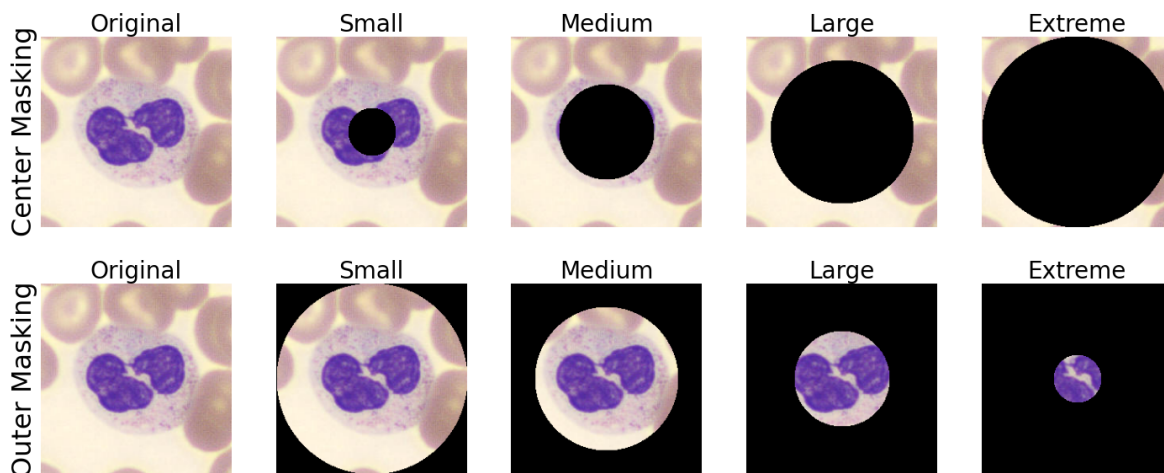 Original Small Medium Large Extreme
Center Masking
Original Small Medium Large Extreme
Outer Masking